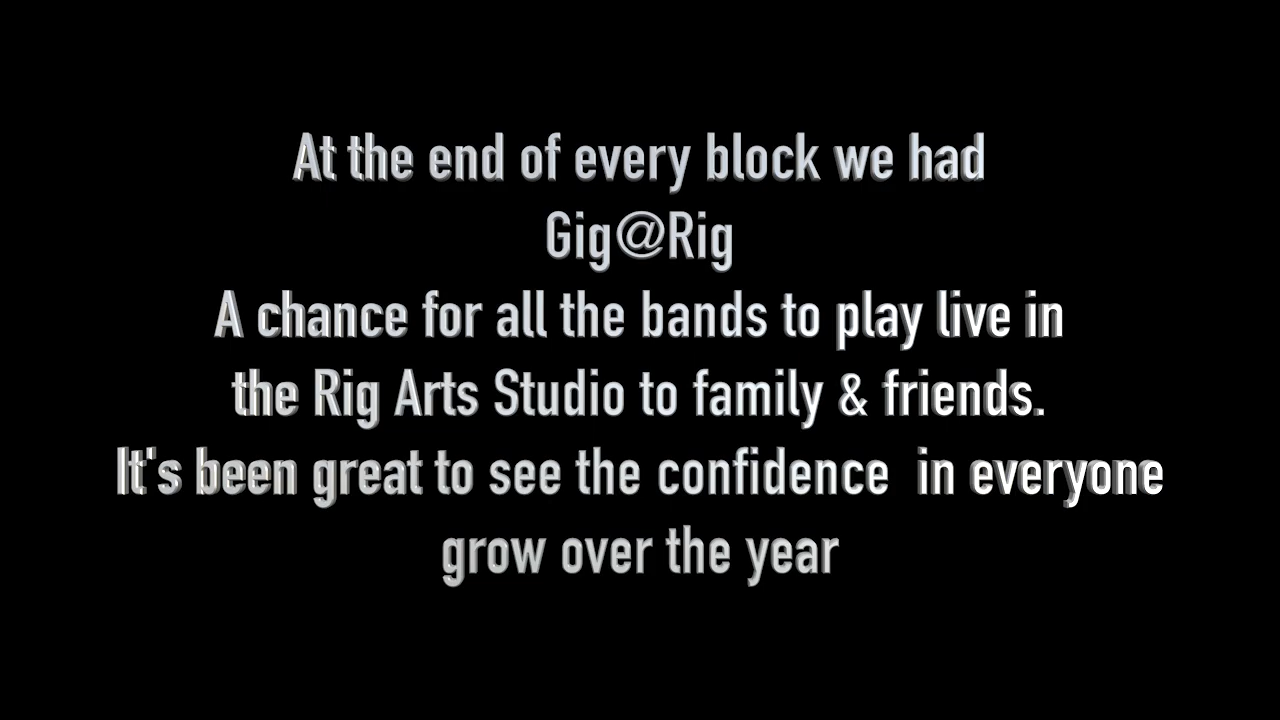 At the end of every block we had
Gig@Rig
A chance for all the bands to play live in
the Rig Arts Studio to family & friends.
It's been great to see the confidence  in everyone
grow over the year